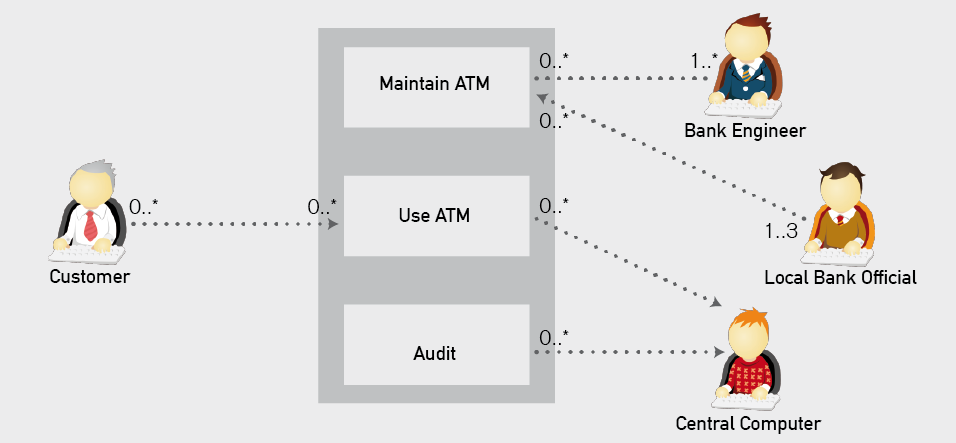 Maintain ATM
0..*
1..*
0..*
Bank Engineer
0..*
0..*
Use ATM
0..*
1..3
Customer
Local Bank Official
Audit
0..*
Central Computer